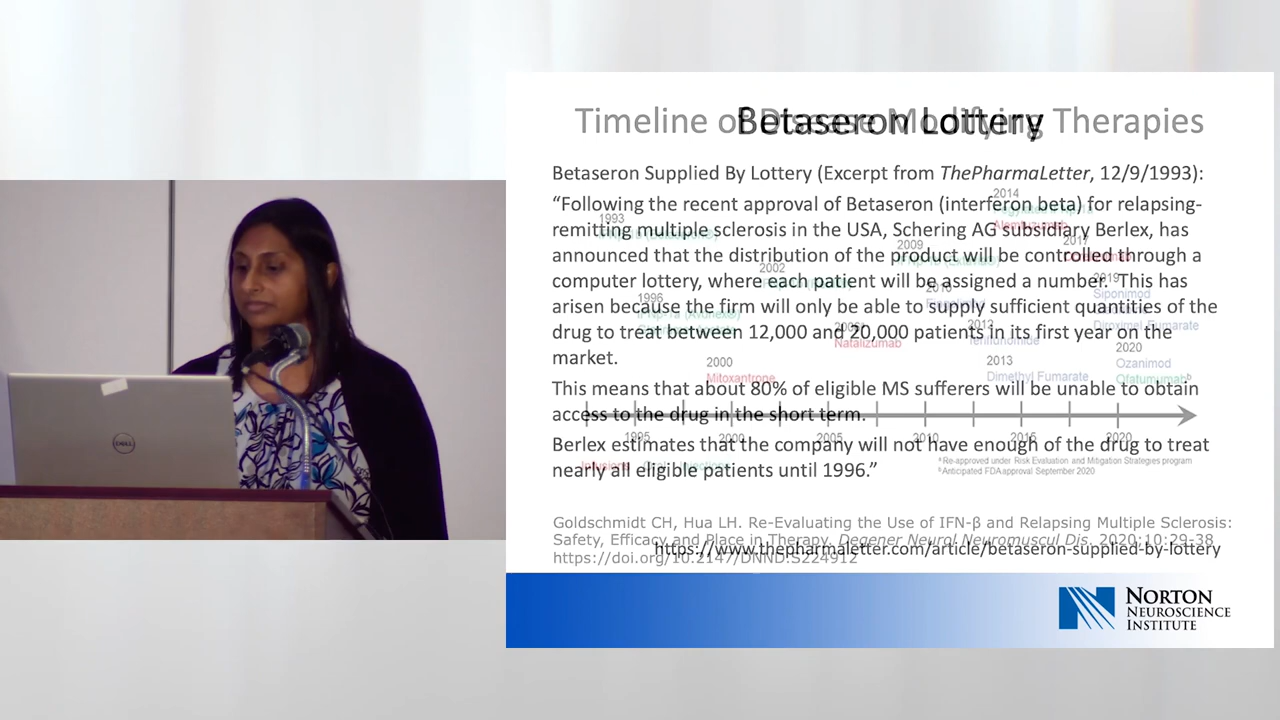 Timeline of Disease Modifying Therapies
Betaseron Lottery
Betaseron Supplied By Lottery (Excerpt from ThePharmaLetter, 12/9/1993):
“Following the recent approval of Betaseron (interferon beta) for relapsing-
remitting multiple sclerosis in the USA, Schering AG subsidiary Berlex, has
announced that the distribution of the product will be controlled through a
computer lottery, where each patient will be assigned a number. This has
arisen because the firm will only be able to supply sufficient quantities of the
drug to treat between 12,000 and 20,000 patients in its first year on the
market.
This means that about 80% of eligible MS sufferers will be unable to obtain
access to the drug in the short term.
Berlex estimates that the company will not have enough of the drug to treat
nearly all eligible patients until 1996.”
1993
1996
2000
Mitoxantrone
2002
Natalizumab
2009
2012
Teriflunomide
2013
Dimethyl Fumarate
2014
Alemtuzumab
2017
2019
Siponimod
Diroximel Fumarate
2020
Ozanimod
Ofatumumab b
1995 2000 2005 2010 2015 2020
a Re-approved under Risk Evaluation and Mitigation Strategies program
b Anticipated FDA approval September 2020
Goldschmidt CH, Hua LH. Re-Evaluating the Use of IFN-β and Relapsing Multiple Sclerosis:
Safety, Efficacy and Place in Therapy. Degener Neurol Neuromuscul Dis. 2020;10:29-38
https://doi.org/10.2147/DNND.S224912
https://www.thepharmaletter.com/article/betaseron-supplied-by-lottery
NORTON
NEUROSCIENCE
INSTITUTE
DELL